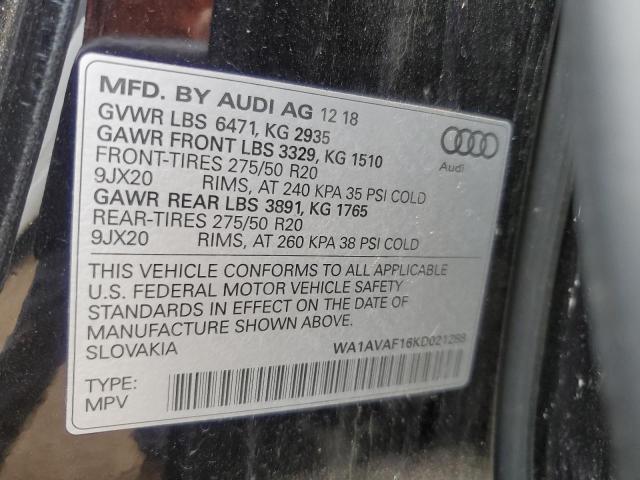 MFD. BY AUDI AG 12 18
GVWR LBS 6471, KG 2935
GAWR FRONT LBS 3329, KG 1510
FRONT-TIRES 275/50 R20
9JX20 RIMS, AT 240 KPA 35 PSI COLD
GAWR REAR LBS 3891, KG 1765
REAR-TIRES 275/50 R20
9JX20 RIMS, AT 260 KPA 38 PSI COLD
Audi
THIS VEHICLE CONFORMS TO ALL APPLICABLE
U.S. FEDERAL MOTOR VEHICLE SAFETY
STANDARDS IN EFFECT ON THE DATE OF
MANUFACTURE SHOWN ABOVE.
SLOVAKIA
WA1AVAF16KD021288
TYPE:
MPV